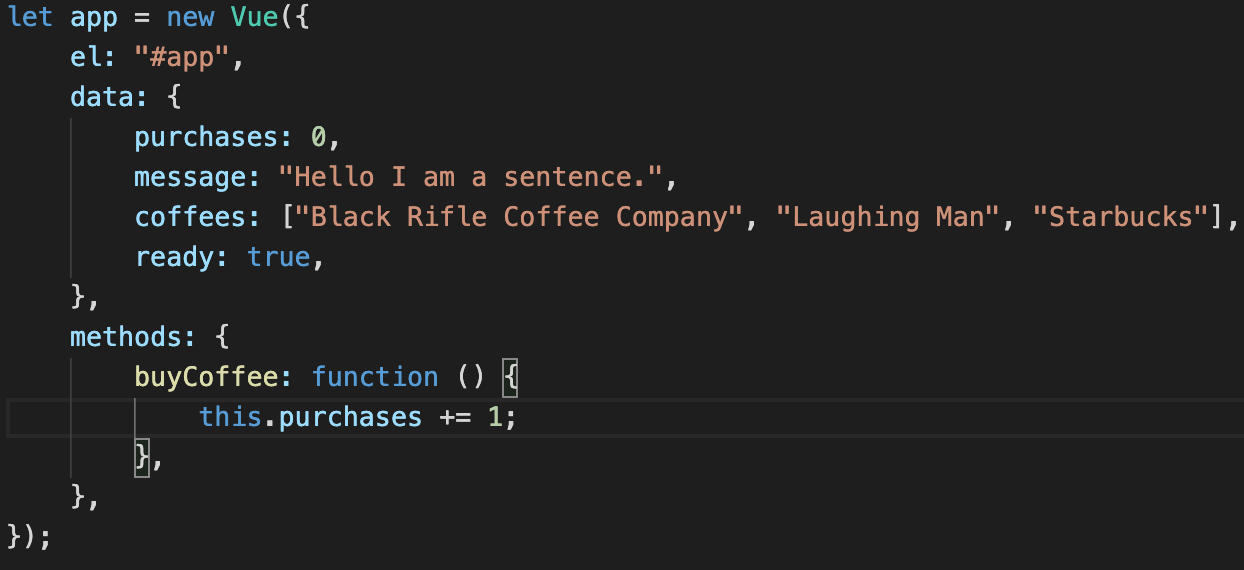 let app = new Vue({
    el: "#app",
    data: {
        purchases: 0,
        message: "Hello I am a sentence.",
        coffees: ["Black Rifle Coffee Company", "Laughing Man", "Starbucks"],
        ready: true,
    },
    methods: {
        buyCoffee: function () {
            this.purchases += 1;
        },
    },
});